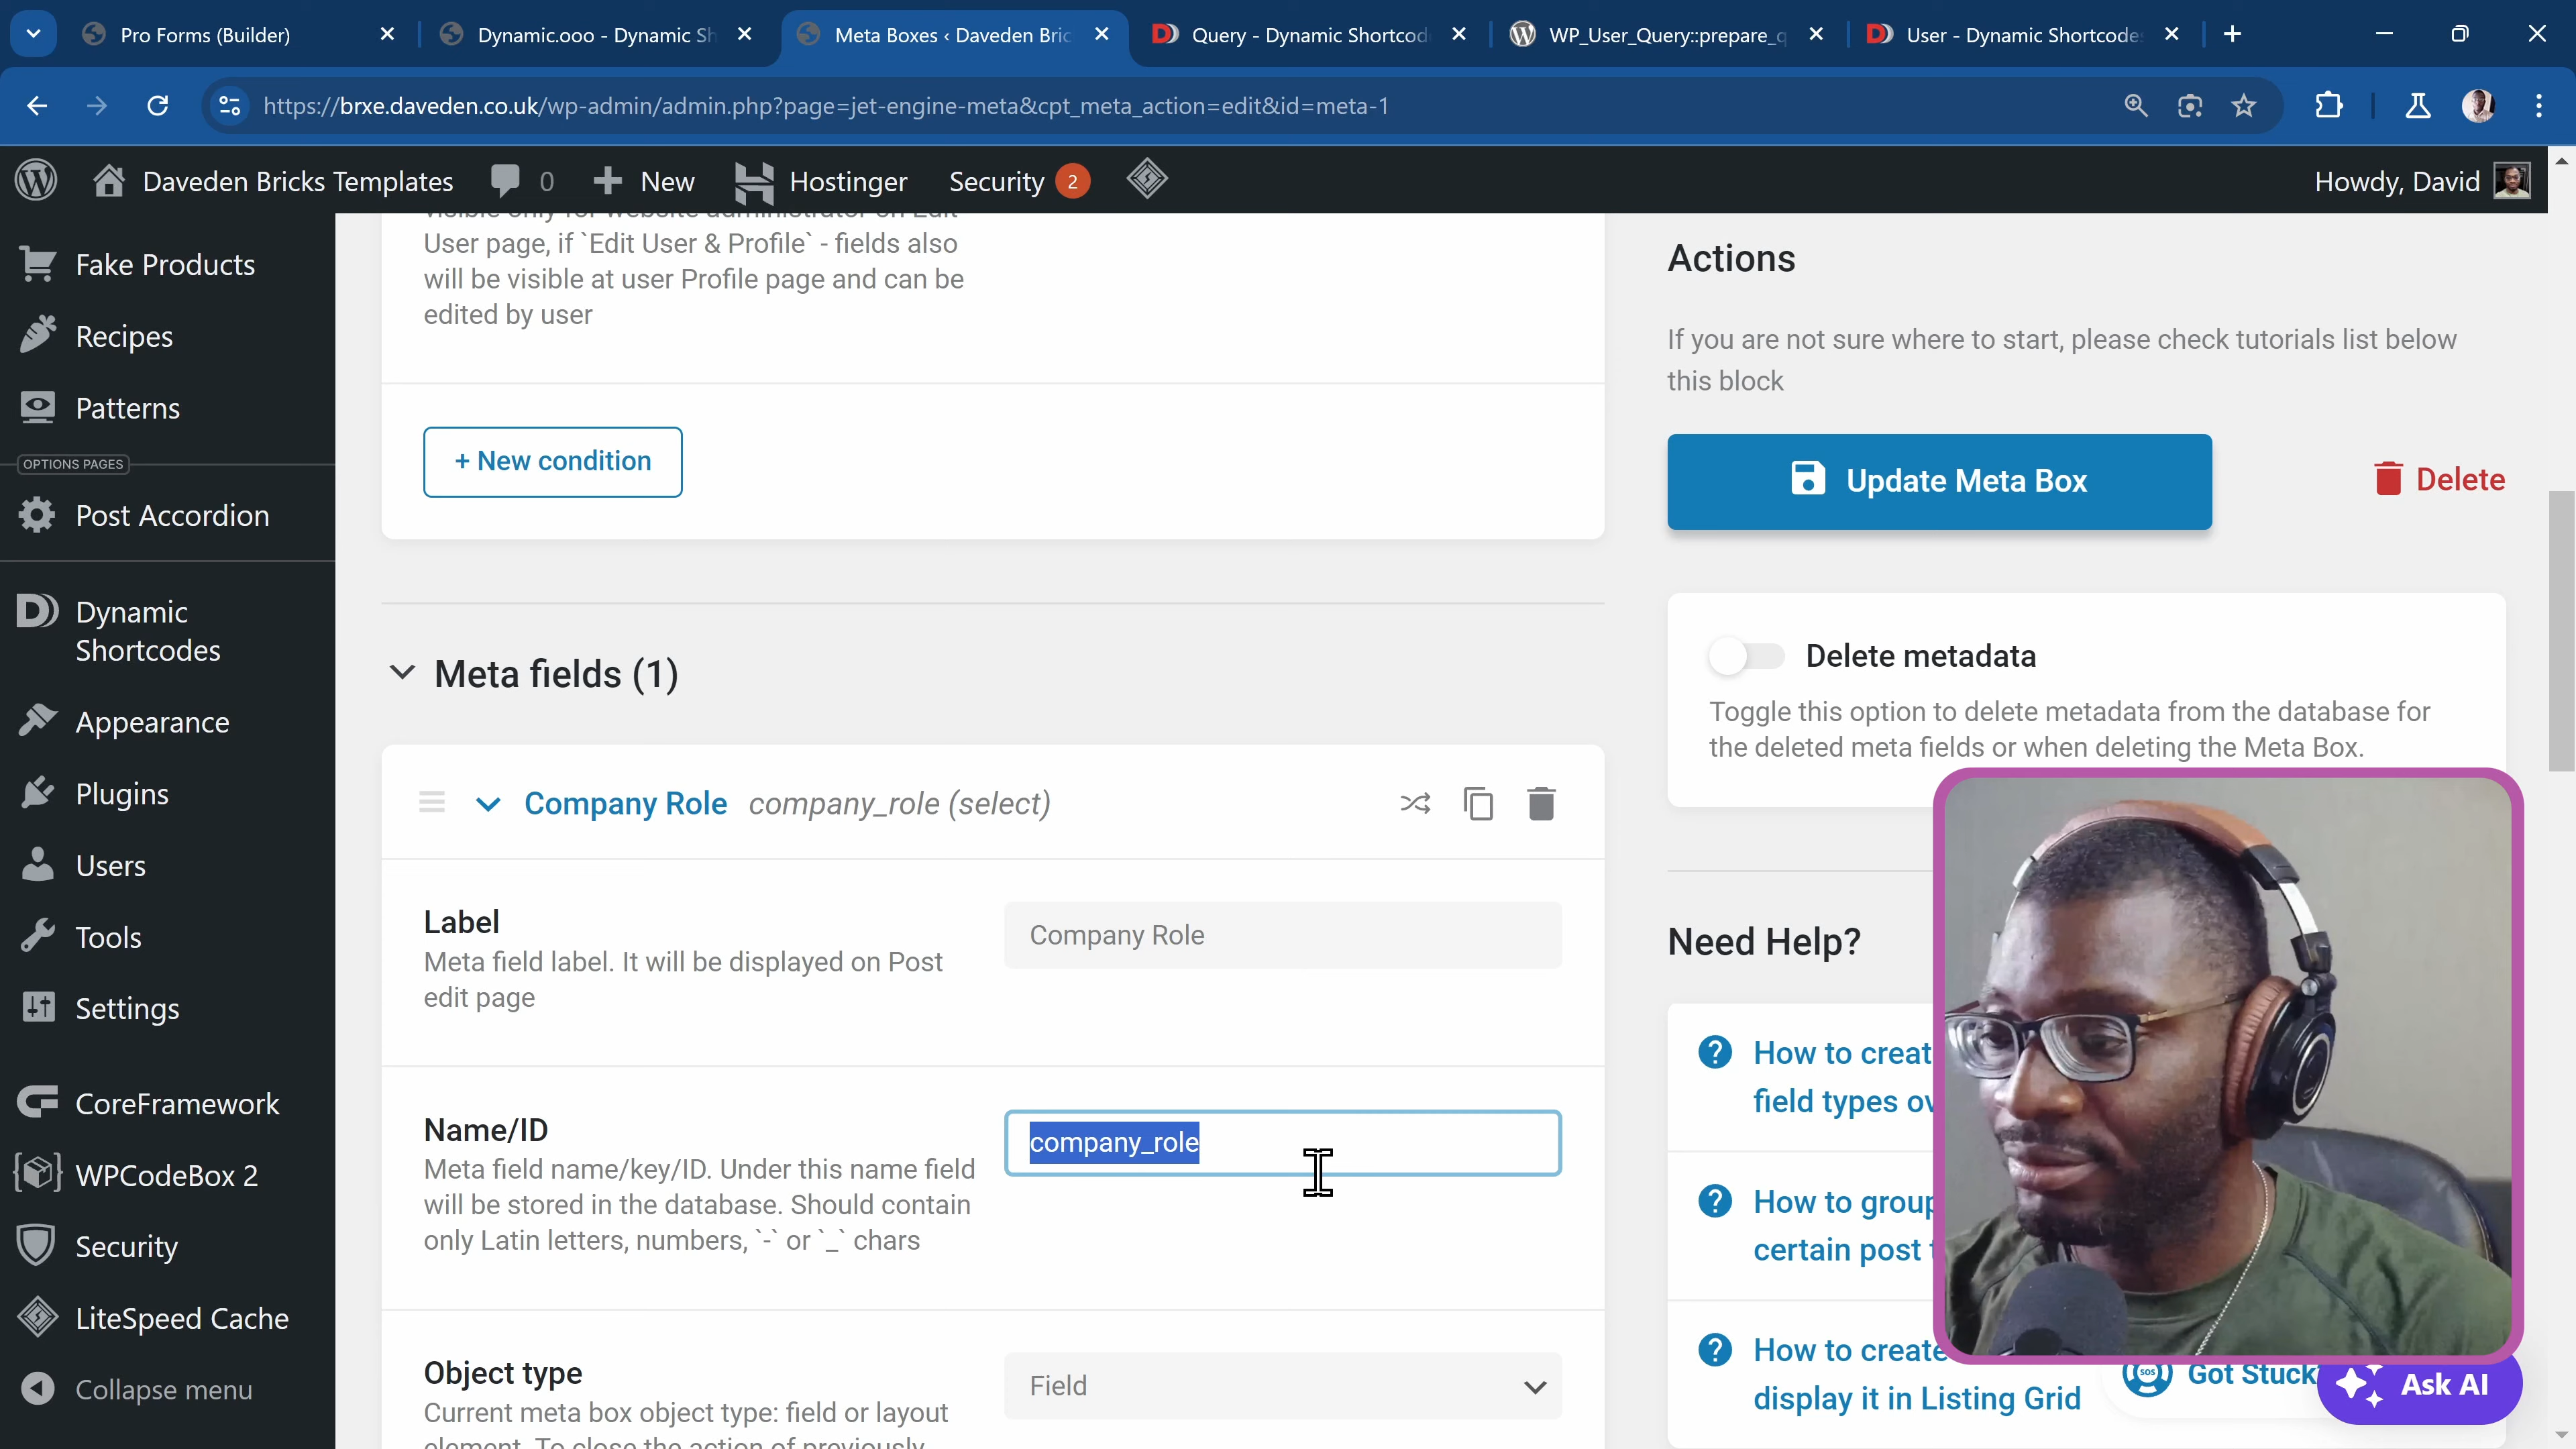 Pro Forms (Builder)
Dynamic.ooo - Dynamic Sh
Meta Boxes ‹ Daveden Bric
Query - Dynamic Shortcod
WP_User_Query::prepare_q
User - Dynamic Shortcode
https://brxe.daveden.co.uk/wp-admin/admin.php?page=jet-engine-meta&cpt_meta_action=edit&id=meta-1
Daveden Bricks Templates
0
New
Hostinger
Security 2
Howdy, David
Fake Products
Recipes
Patterns
OPTIONS PAGES
Post Accordion
Dynamic
Shortcodes
Appearance
Plugins
Users
Tools
Settings
CoreFramework
WPCodeBox 2
Security
LiteSpeed Cache
Collapse menu
visible only for website administrator on Edit
User page, if `Edit User & Profile` - fields also
will be visible at user Profile page and can be
edited by user
+ New condition
Meta fields (1)
Company Role company_role (select)
Label
Meta field label. It will be displayed on Post
edit page
Company Role
Name/ID
Meta field name/key/ID. Under this name field
will be stored in the database. Should contain
only Latin letters, numbers, `-` or `_` chars
company_role
Object type
Current meta box object type: field or layout
element. To close the action of previously
Field
Actions
If you are not sure where to start, please check tutorials list below
this block
Update Meta Box
Delete
Delete metadata
Toggle this option to delete metadata from the database for
the deleted meta fields or when deleting the Meta Box.
Need Help?
How to creat
field types ov
How to group
certain post t
How to create
display it in Listing Grid
SOS
Got Stuck
Ask AI